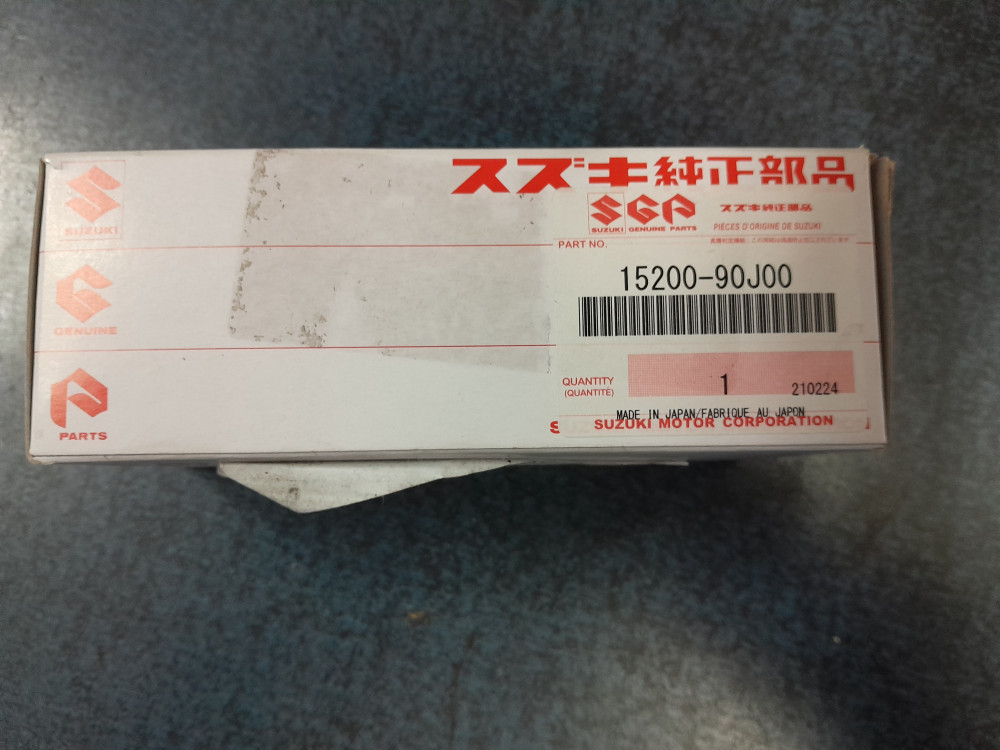 スズキ純正部品
SUZUKI
SGP
SUZUKI GENUINE PARTS
スズキ純正部品
PIÈCES D'ORIGINE DE SUZUKI
PART NO.
15200-90J00
GENUINE
QUANTITY
(QUANTITÉ)
1
210224
MADE IN JAPAN/FABRIQUE AU JAPON
SUZUKI MOTOR CORPORATION
PARTS